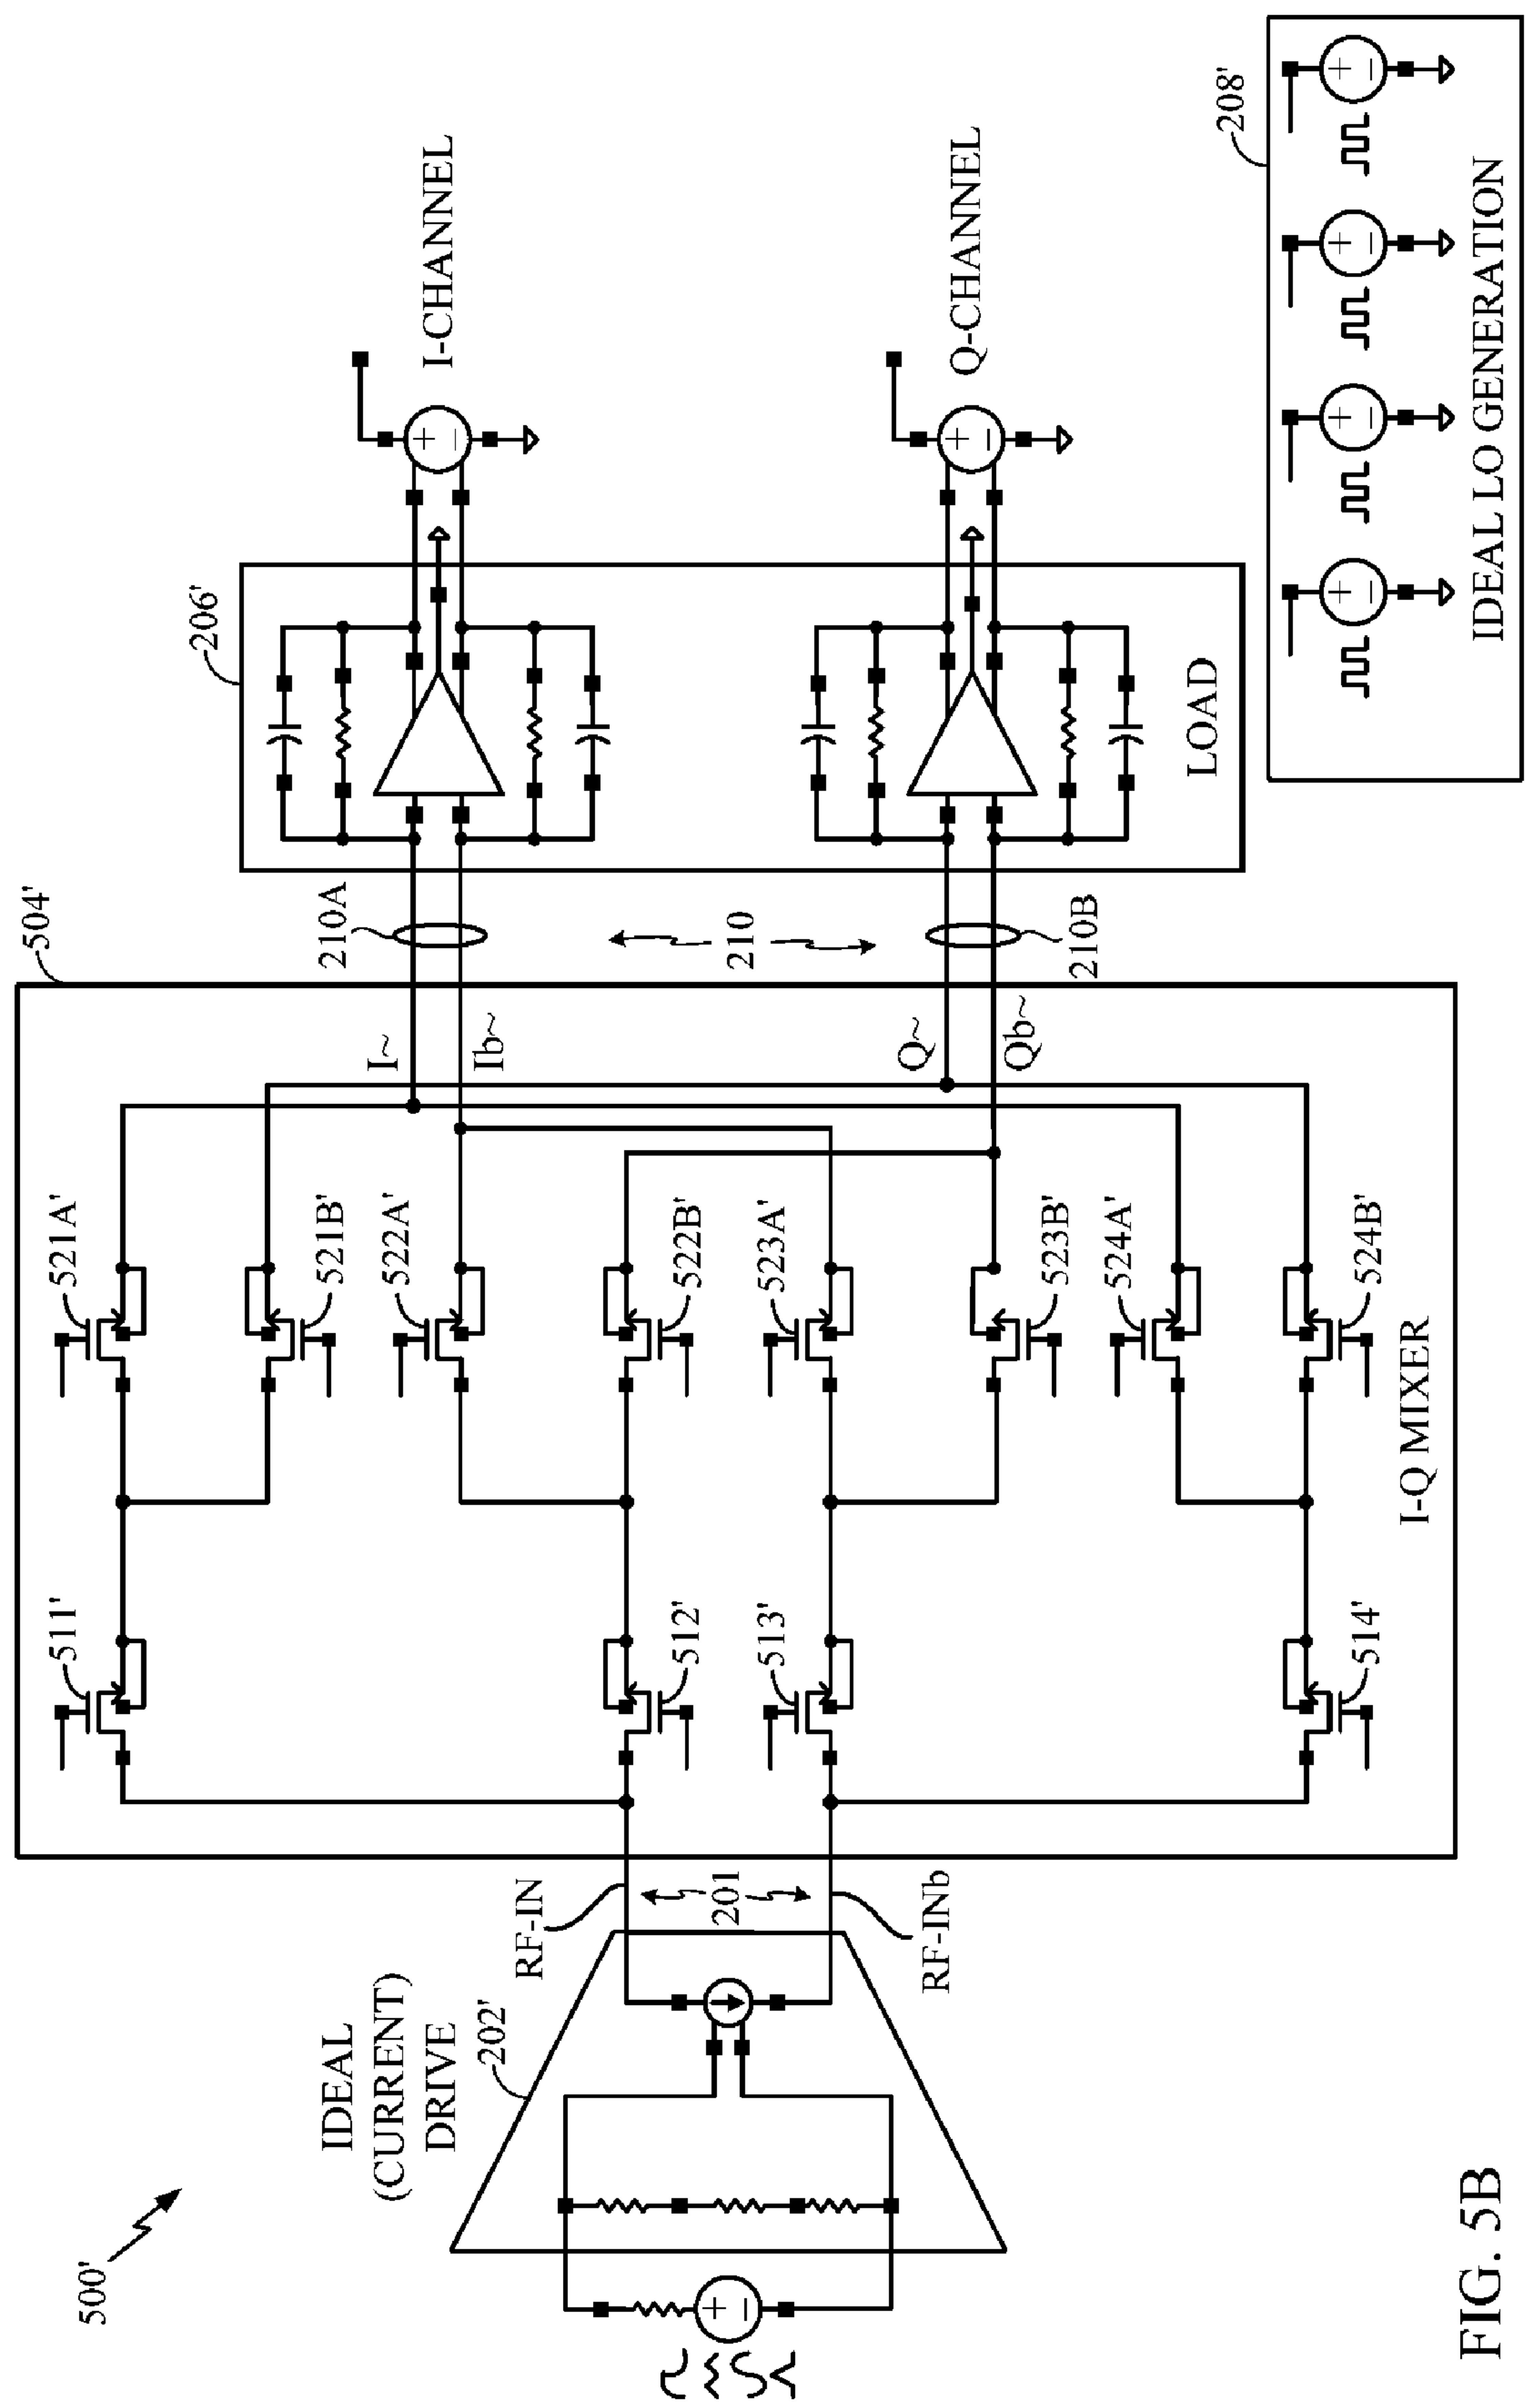 500'
IDEAL
(CURRENT)
DRIVE
202'
RF-IN
201
RF-INb
504'
511'
512'
513'
514'
521A'
521B'
522A'
522B'
523A'
523B'
524A'
524B'
I-Q MIXER
I~
Ib~
Q~
Qb~
210A
210
210B
206'
LOAD
I-CHANNEL
Q-CHANNEL
208'
IDEAL LO GENERATION
FIG. 5B